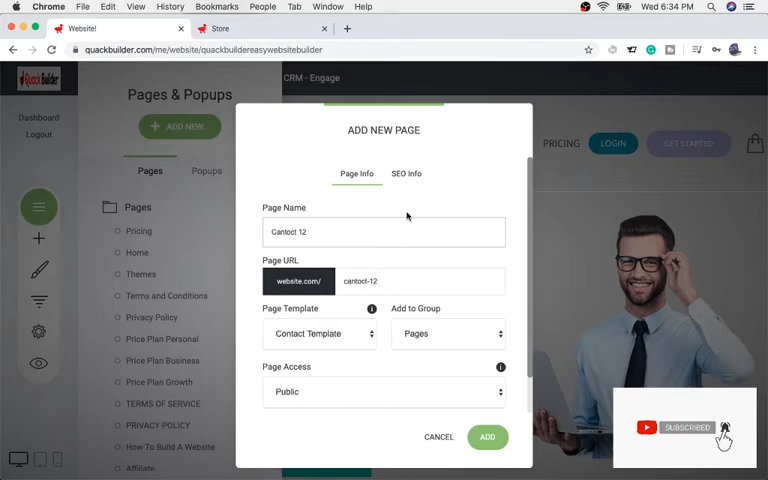 Chrome File Edit View History Bookmarks People Tab Window Help Wed 6:34 PM
Website! Store
quackbuilder.com/me/website/quackbuildereasywebsitebuilder
QuackBuilder
CRM - Engage
Dashboard
Logout
Pages & Popups
ADD NEW...
Pages Popups
Pages
Pricing
Home
Themes
Terms and Conditions
Privacy Policy
Price Plan Personal
Price Plan Business
Price Plan Growth
TERMS OF SERVICE
PRIVACY POLICY
How To Build A Website
Affiliate
ADD NEW PAGE
Page Info SEO Info
Page Name
Cantoct 12
Page URL
website.com/ cantoct-12
Page Template Add to Group
Contact Template Pages
Page Access
Public
CANCEL ADD
PRICING LOGIN GET STARTED
SUBSCRIBED